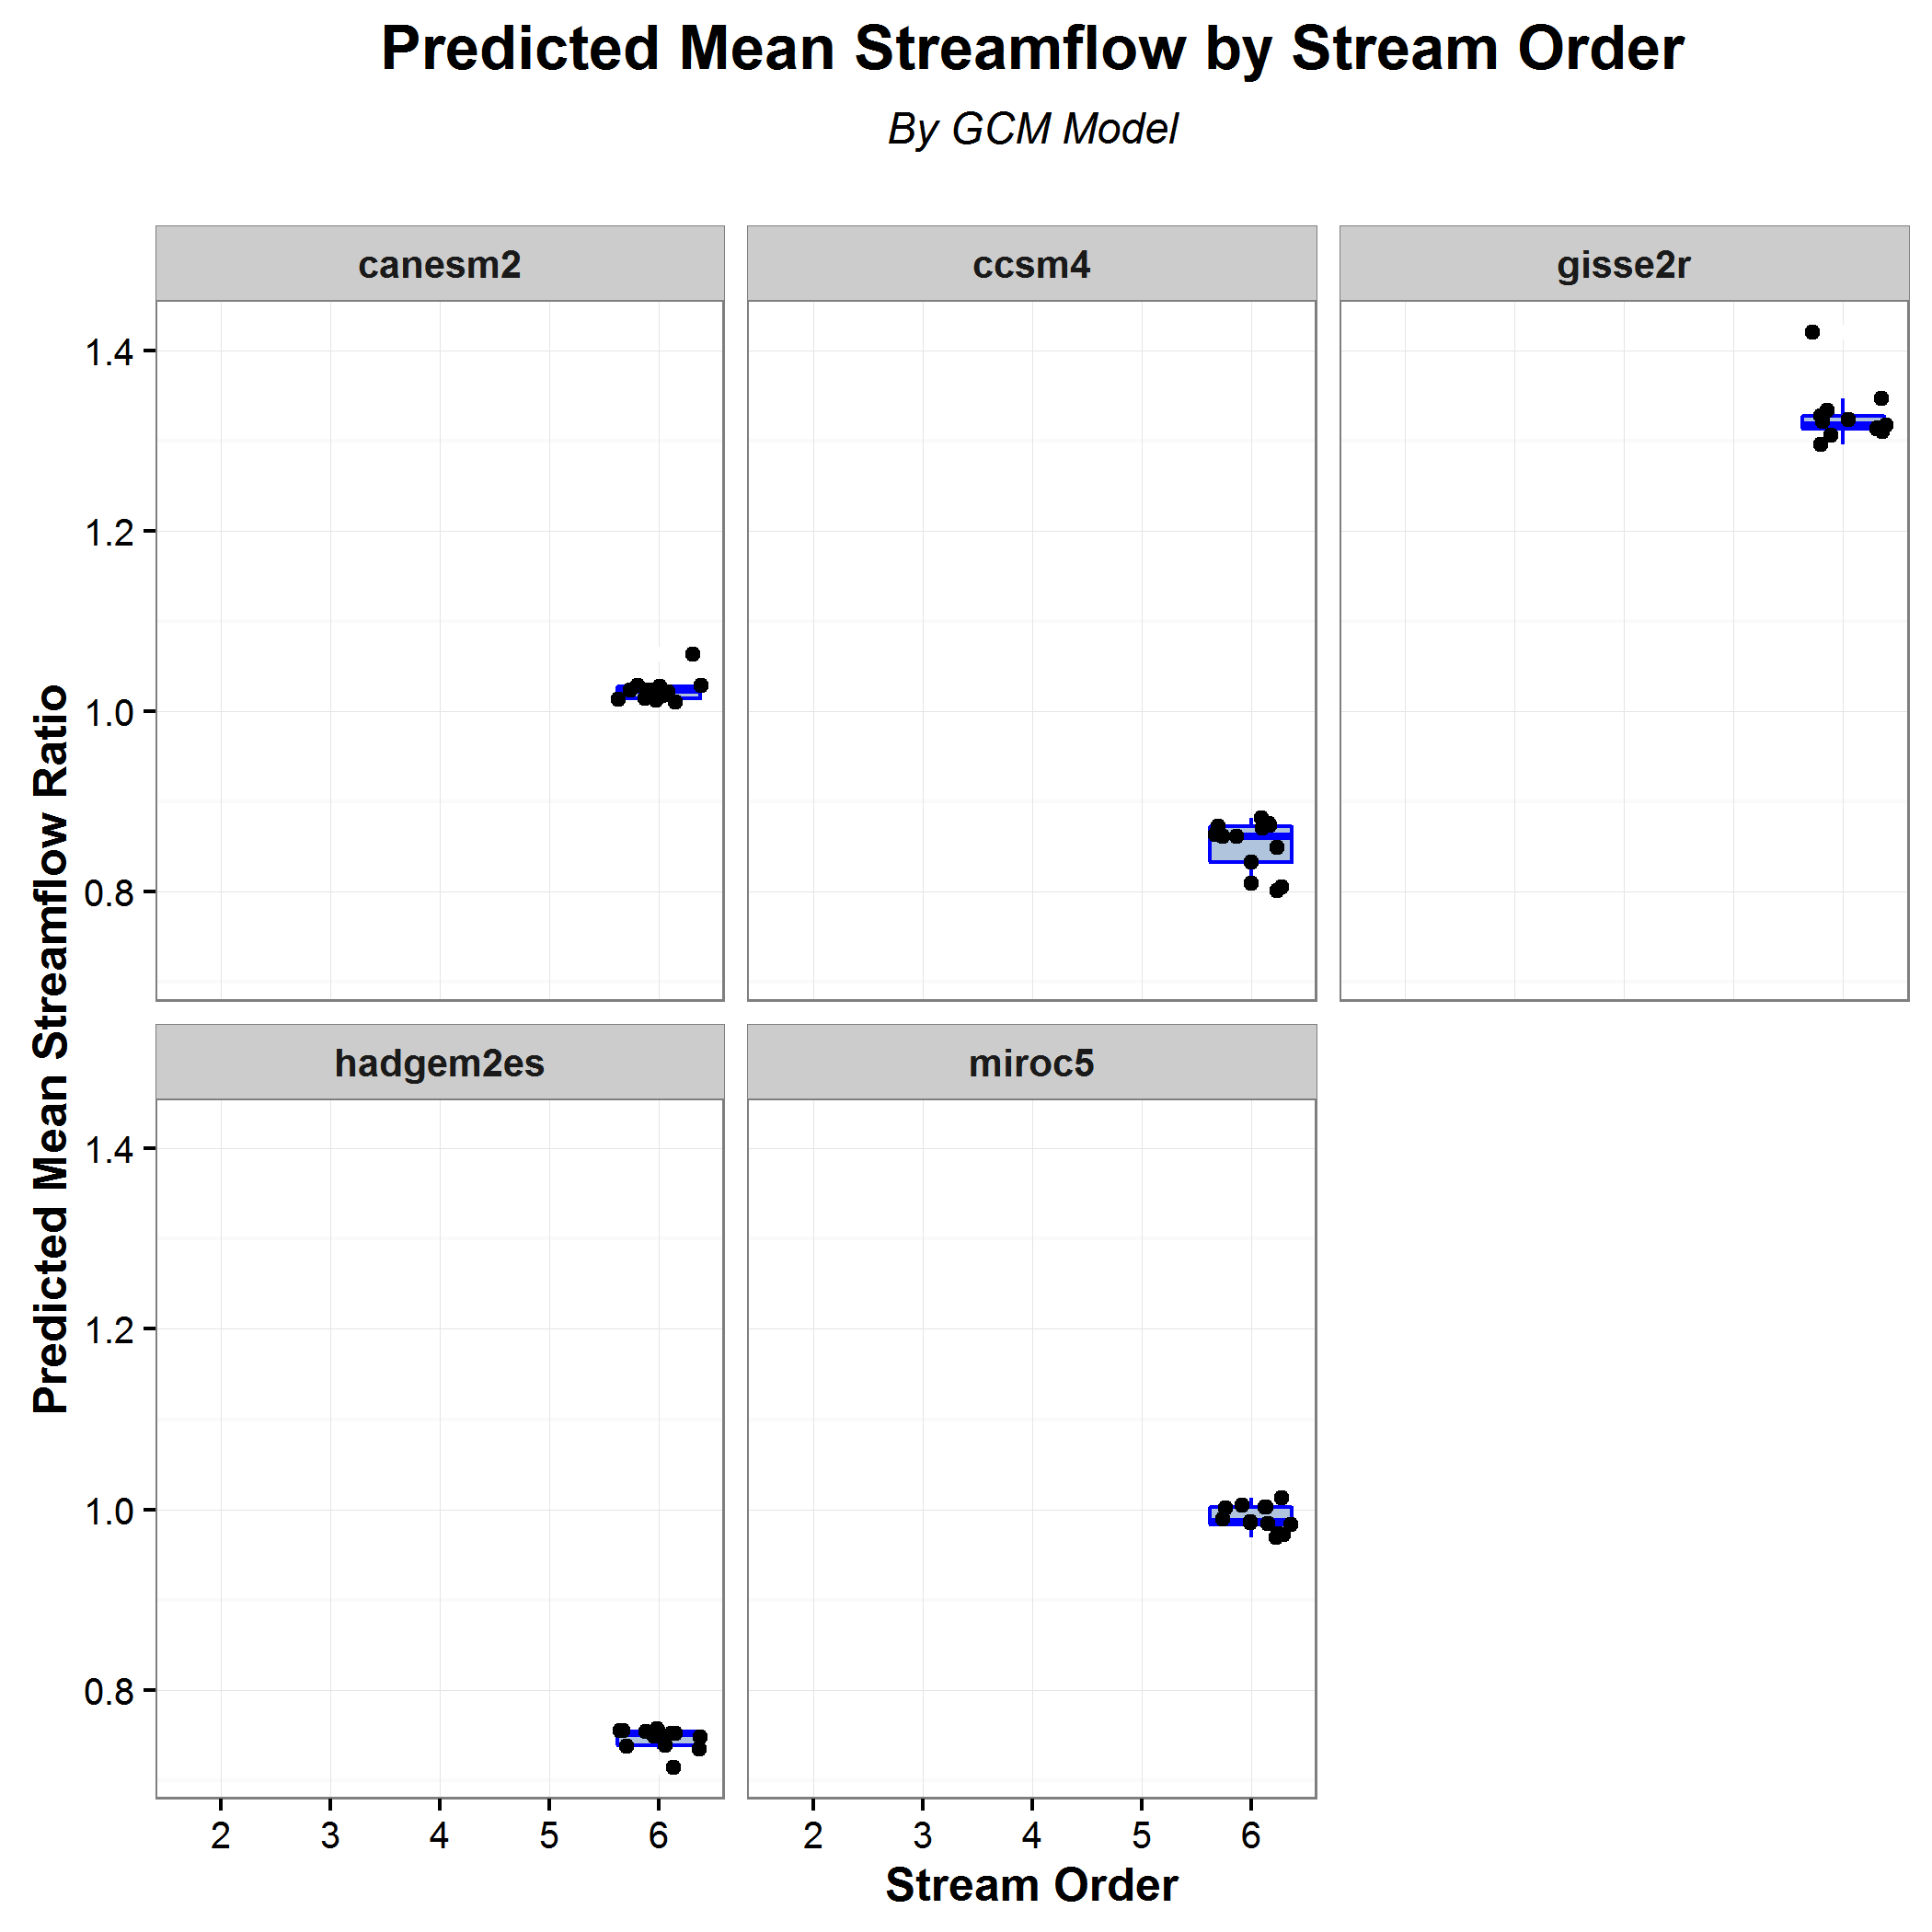 Predicted Mean Streamflow by Stream Order
By GCM Model
canesm2
ccsm4
gisse2r
1.4
1.2
1.0
0.8
hadgem2es
miroc5
1.4
1.2
1.0
0.8
2 3 4 5 6
2 3 4 5 6
Stream Order
Predicted Mean Streamflow Ratio